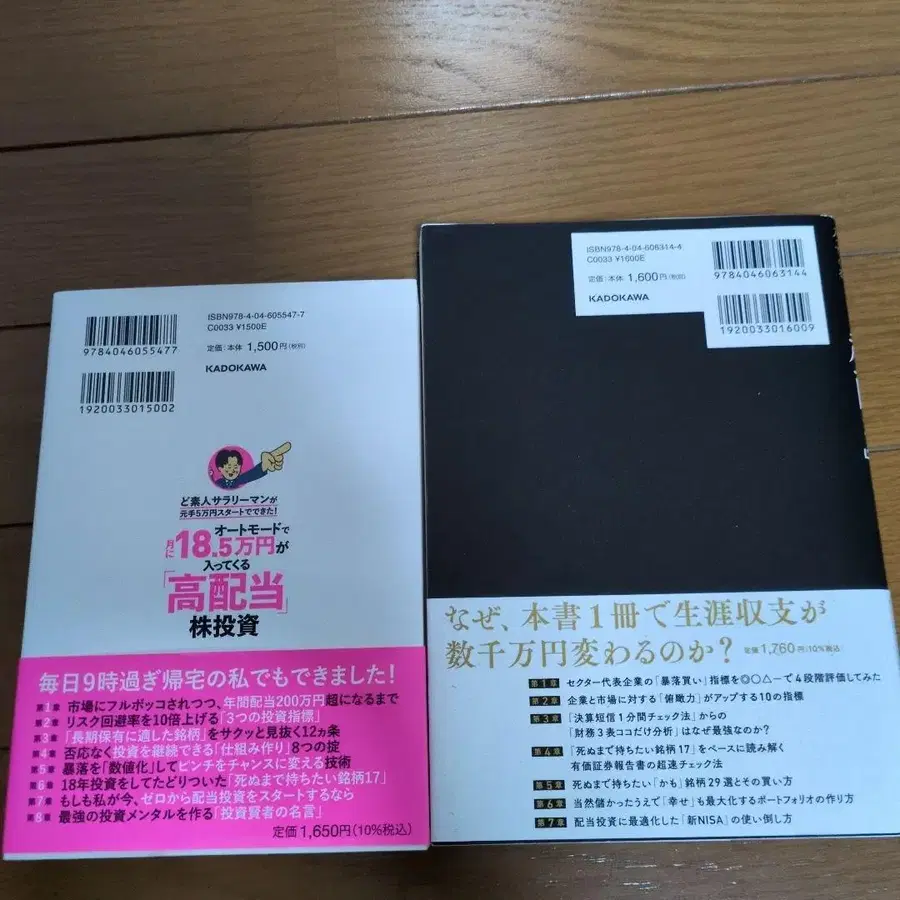 ISBN978-4-04-605547-7
C0033 ¥1500E
定価：本体 1,500円(税別)
KADOKAWA
9784046055477
1920033015002
ど素人サラリーマンが
元手5万円スタートでできた！
オートモードで
月に18.5万円が
入ってくる
「高配当」
株投資
毎日9時過ぎ帰宅の私でもできました！
第1章 市場にフルボッコされつつ、年間配当200万円超になるまで
第2章 リスク回避率を10倍上げる「3つの投資指標」
第3章 「長期保有に適した銘柄」をサクッと見抜く12ヵ条
第4章 否応なく投資を継続できる「仕組み作り」8つの掟
第5章 暴落を「数値化」してピンチをチャンスに変える技術
第6章 18年投資をしてたどりついた「死ぬまで持ちたい銘柄17」
第7章 もしも私が今、ゼロから配当投資をスタートするなら
第8章 最強の投資メンタルを作る「投資賢者の名言」
定価 1,650円(10%税込)
ISBN978-4-04-606314-4
C0033 ¥1600E
定価：本体 1,600円(税別)
KADOKAWA
9784046063144
1920033016009
なぜ、本書1冊で生涯収支が
数千万円変わるのか？ 定価1,760円(10%税込)
第1章 セクター代表企業の「暴落買い」指標を◎○△－で4段階評価してみた
第2章 企業と市場に対する「俯瞰力」がアップする10の指標
第3章 「決算短信1分間チェック法」からの
「財務3表ココだけ分析」はなぜ最強なのか？
第4章 「死ぬまで持ちたい銘柄17」をベースに読み解く
有価証券報告書の超速チェック法
第5章 死ぬまで持ちたい「かも」銘柄29選とその買い方
第6章 当然儲かったうえで「幸せ」も最大化するポートフォリオの作り方
第7章 配当投資に最適化した「新NISA」の使い倒し方